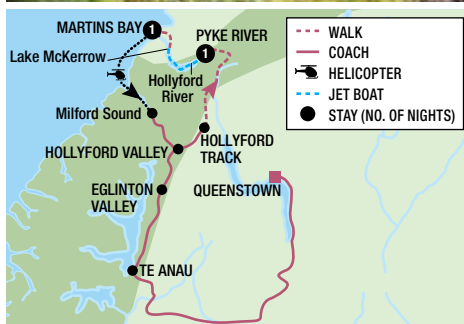 MARTINS BAY
1
PYKE RIVER
1
Lake McKerrow
Hollyford
River
Milford Sound
HOLLYFORD VALLEY
HOLLYFORD
TRACK
EGLINTON
VALLEY
QUEENSTOWN
TE ANAU
WALK
COACH
HELICOPTER
JET BOAT
STAY (NO. OF NIGHTS)